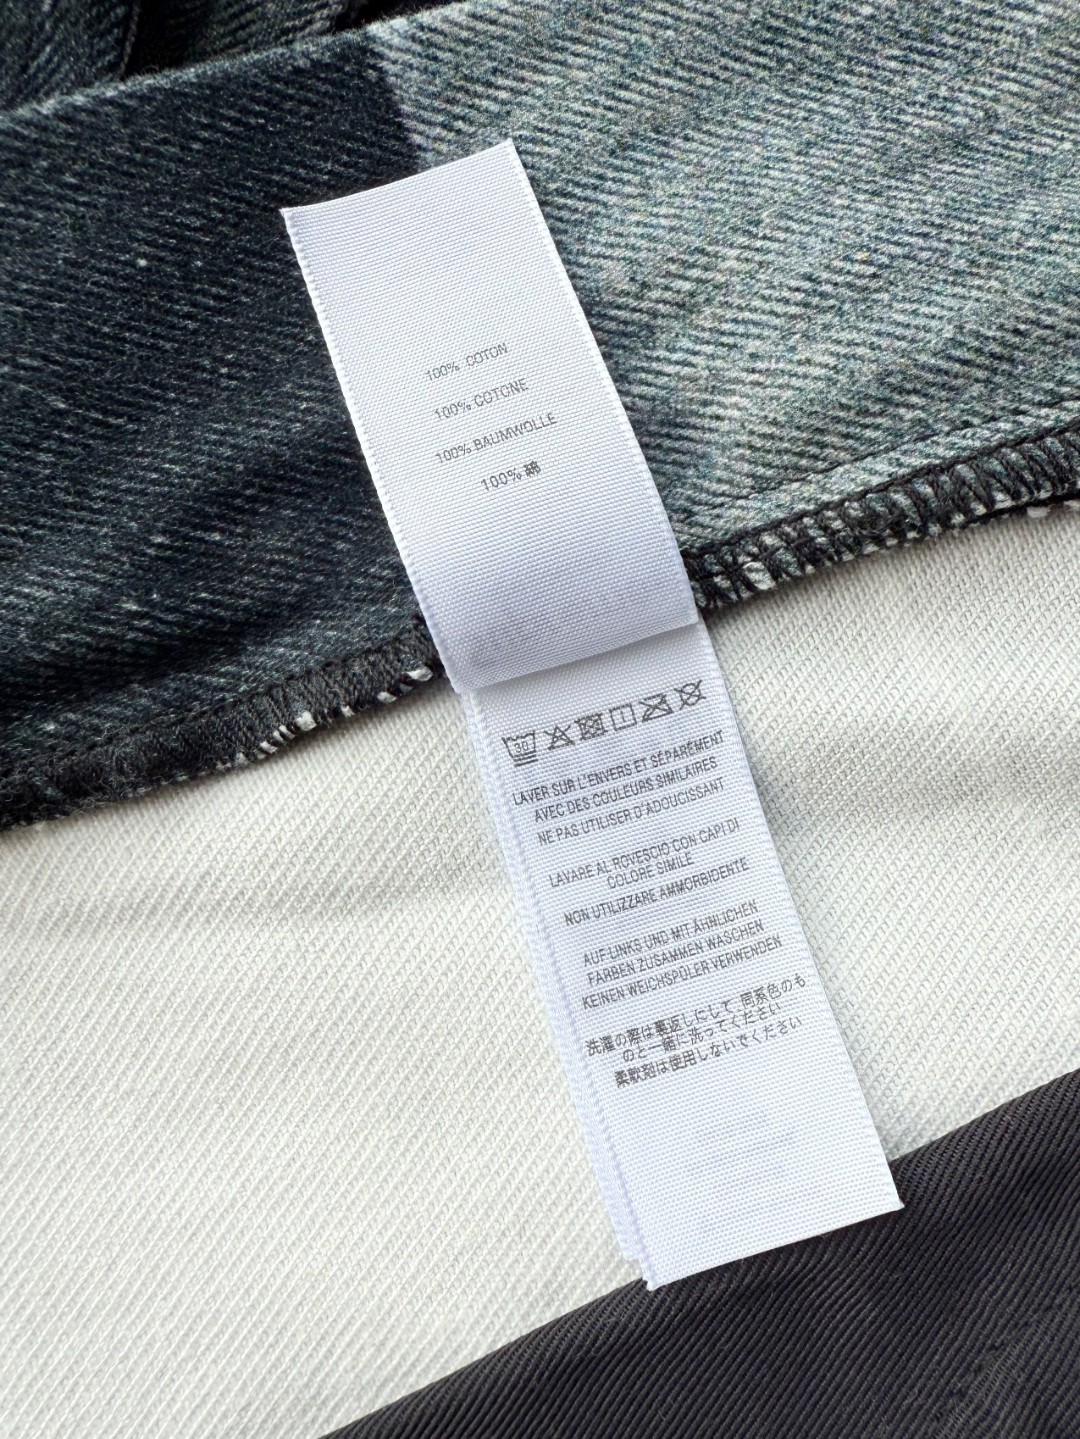 100% COTON
100% COTONE
100% BAUMWOLLE
100% 綿
30
LAVER SUR L'ENVERS ET SÉPARÉMENT
AVEC DES COULEURS SIMILAIRES
NE PAS UTILISER D'ADOUCISSANT
LAVARE AL ROVESCIO CON CAPI DI
COLORE SIMILE
NON UTILIZZARE AMMORBIDENTE
AUF LINKS UND MIT ÄHNLICHEN
FARBEN ZUSAMMEN WASCHEN
KEINEN WEICHSPÜLER VERWENDEN
洗濯の際は裏返しにして 同系色のも
のと一緒に洗ってください
柔軟剤は使用しないでください